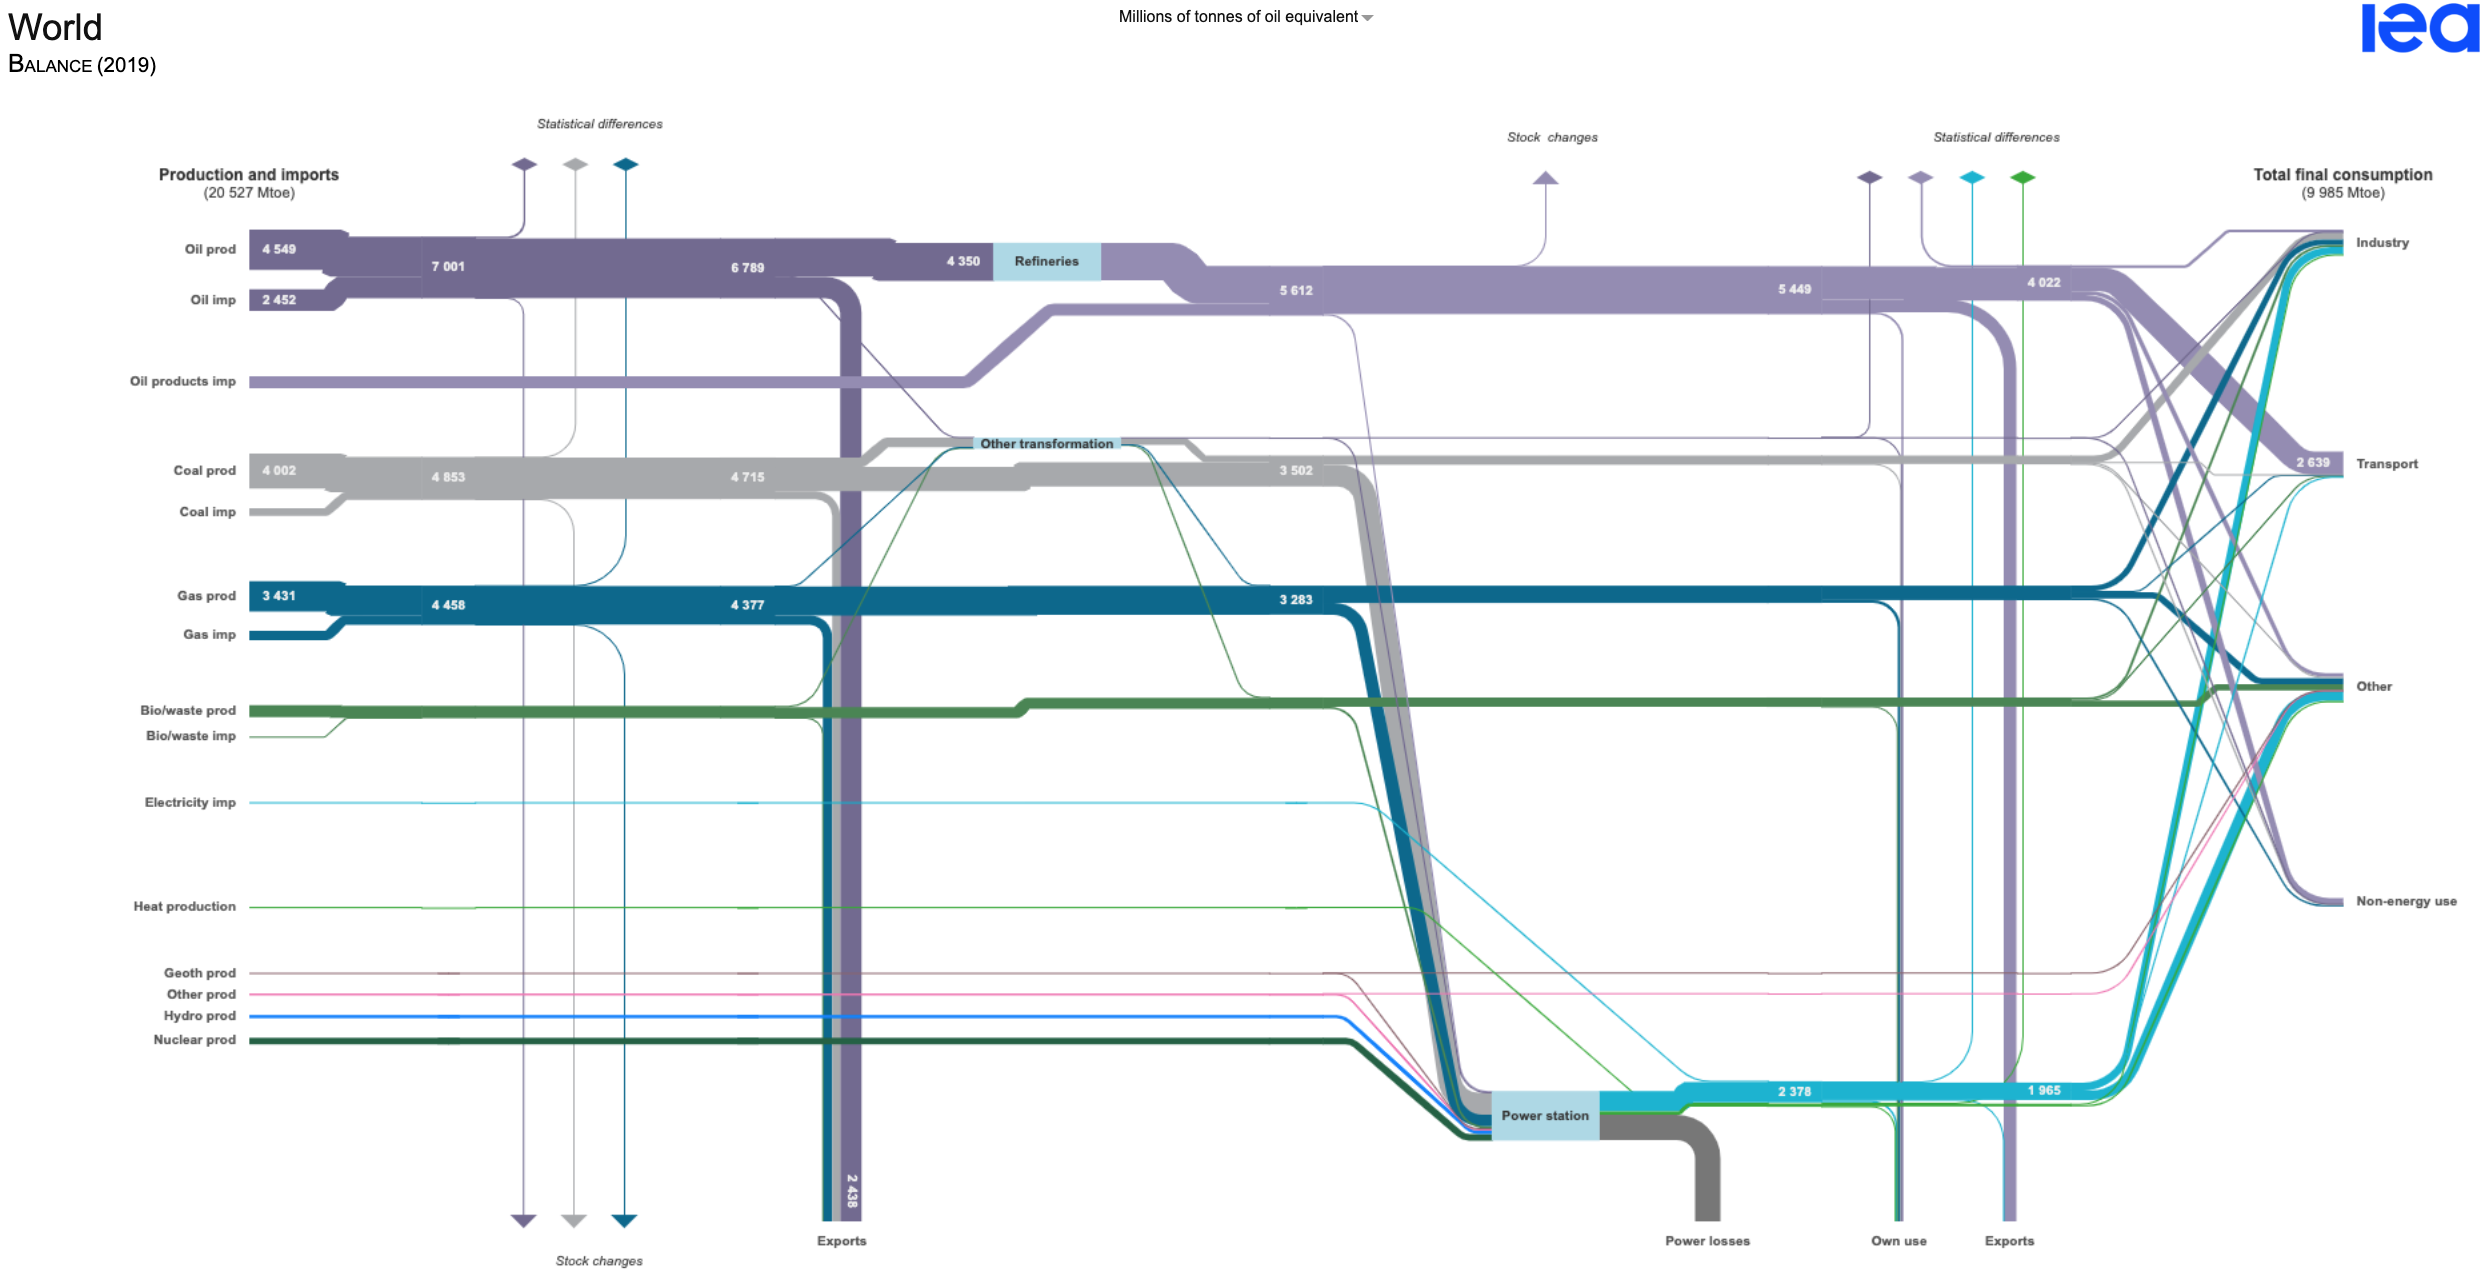 World
BALANCE (2019)
Millions of tonnes of oil equivalent
iea
Statistical differences
Stock changes
Statistical differences
Production and imports
(20 527 Mtoe)
Total final consumption
(9 985 Mtoe)
Oil prod
4 549
7 001
6 789
4 350
Refineries
5 612
5 449
4 022
Industry
Oil imp
2 452
Oil products imp
Other transformation
Coal prod
4 002
4 853
4 715
3 502
2 639
Transport
Coal imp
Gas prod
3 431
4 458
4 377
3 283
Gas imp
Other
Bio/waste prod
Bio/waste imp
Electricity imp
Heat production
Non-energy use
Geoth prod
Other prod
Hydro prod
Nuclear prod
2 378
1 965
Power station
2 438
Exports
Power losses
Own use
Exports
Stock changes